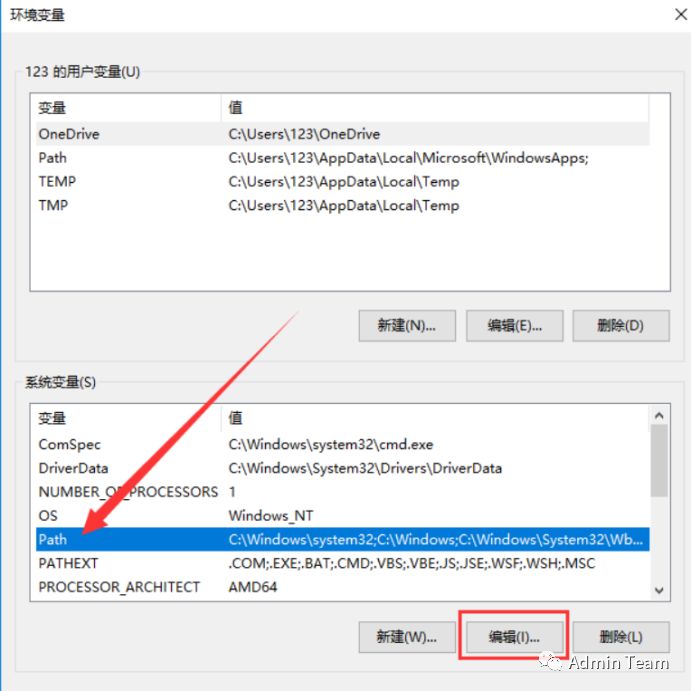 环境变量
123 的用户变量(U)
变量 值
OneDrive C:\Users\123\OneDrive
Path C:\Users\123\AppData\Local\Microsoft\WindowsApps;
TEMP C:\Users\123\AppData\Local\Temp
TMP C:\Users\123\AppData\Local\Temp
新建(N)... 编辑(E)... 删除(D)
系统变量(S)
变量 值
ComSpec C:\Windows\system32\cmd.exe
DriverData C:\Windows\System32\Drivers\DriverData
NUMBER_OF_PROCESSORS 1
OS Windows_NT
Path C:\Windows\system32;C:\Windows;C:\Windows\System32\Wb...
PATHEXT .COM;.EXE;.BAT;.CMD;.VBS;.VBE;.JS;.JSE;.WSF;.WSH;.MSC
PROCESSOR_ARCHITECT AMD64
新建(W)... 编辑(I)... 删除(L)
Admin Team